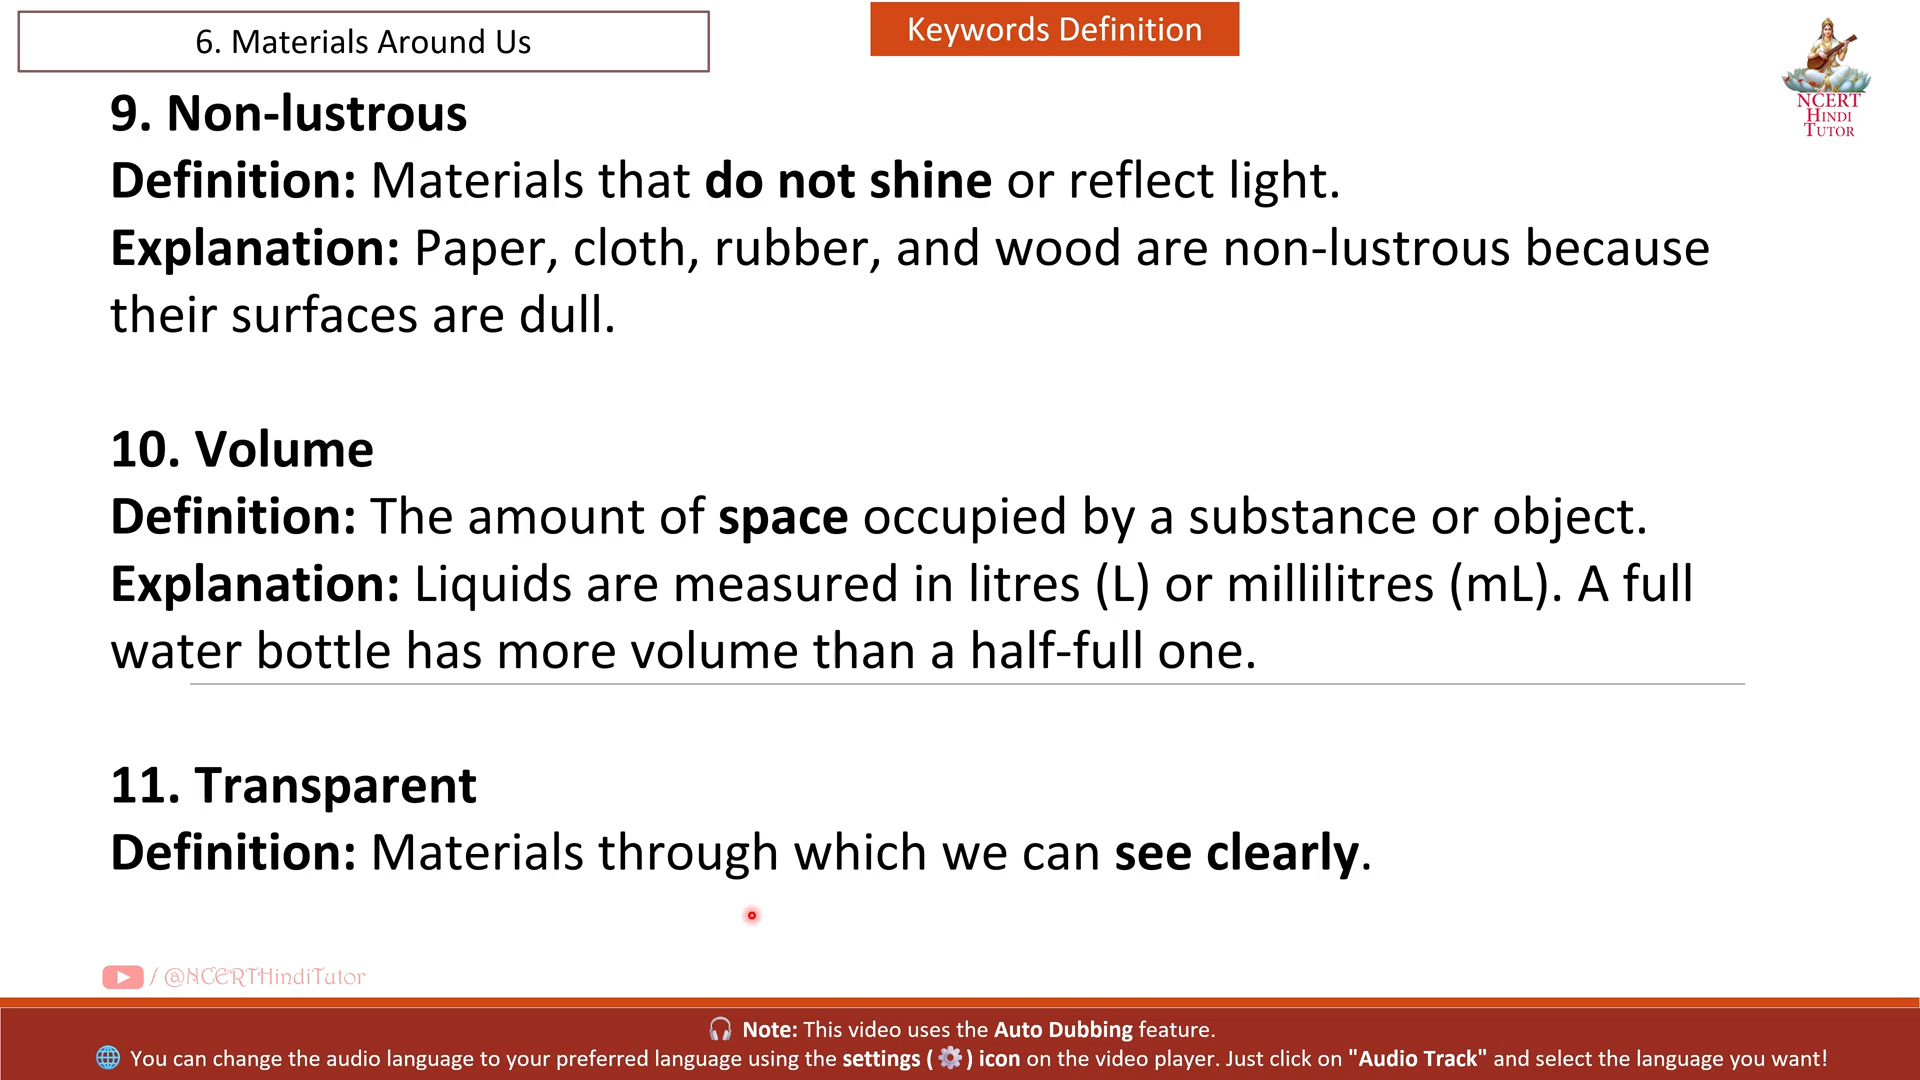 6. Materials Around Us
Keywords Definition
NCERT
HINDI
TUTOR
9. Non-lustrous
Definition: Materials that do not shine or reflect light.
Explanation: Paper, cloth, rubber, and wood are non-lustrous because
their surfaces are dull.
10. Volume
Definition: The amount of space occupied by a substance or object.
Explanation: Liquids are measured in litres (L) or millilitres (mL). A full
water bottle has more volume than a half-full one.
11. Transparent
Definition: Materials through which we can see clearly.
/ @NCERTHindiTutor
Note: This video uses the Auto Dubbing feature.
You can change the audio language to your preferred language using the settings ( ⚙️ ) icon on the video player. Just click on "Audio Track" and select the language you want!